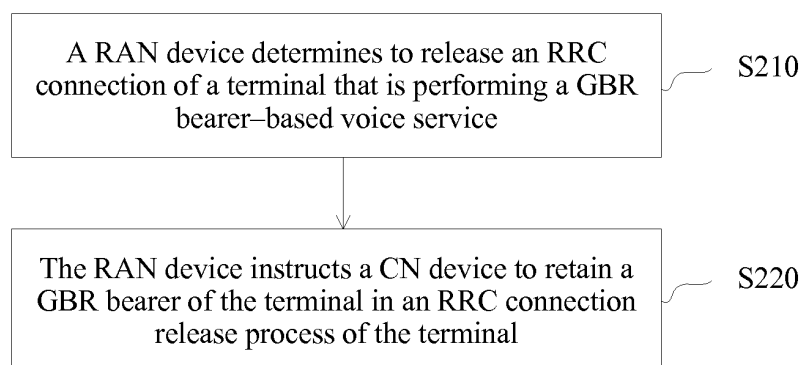 A RAN device determines to release an RRC
connection of a terminal that is performing a GBR
bearer–based voice service
S210
The RAN device instructs a CN device to retain a
GBR bearer of the terminal in an RRC connection
release process of the terminal
S220